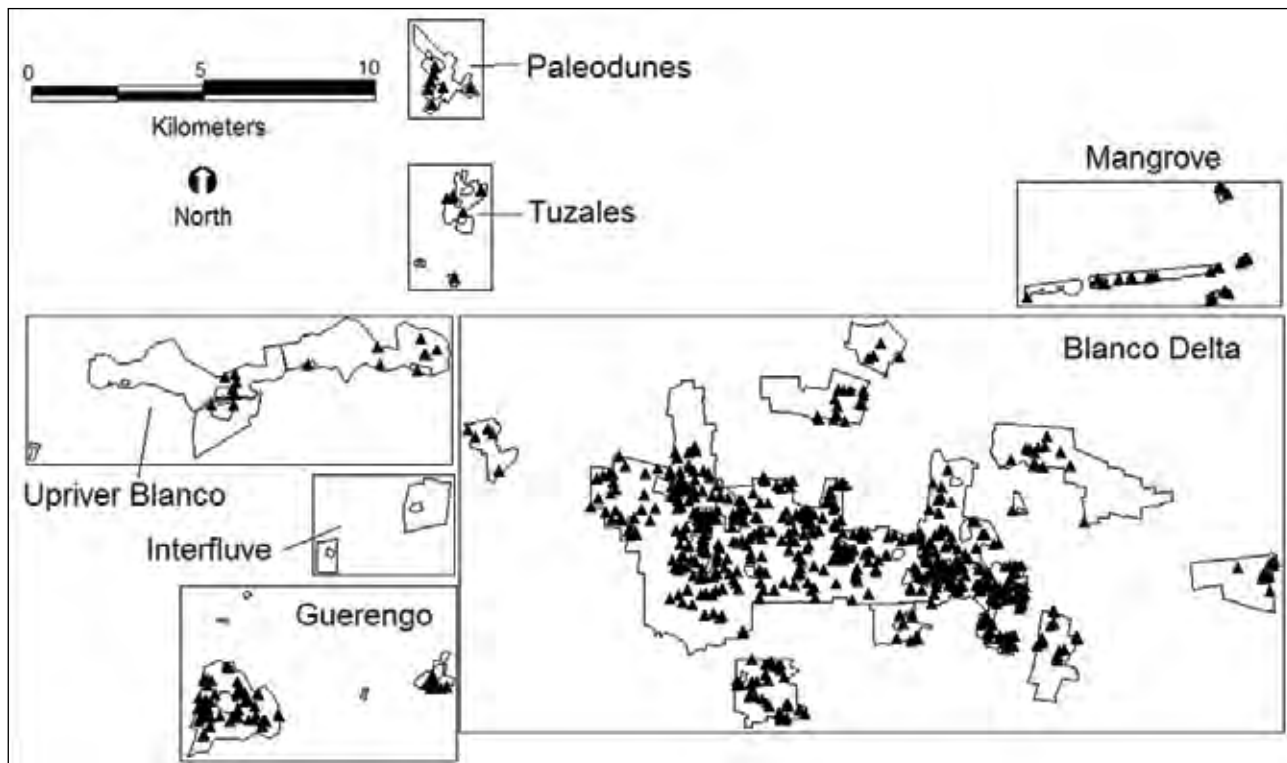 0 5 10
Kilometers
North
Paleodunes
Tuzales
Mangrove
Blanco Delta
Upriver Blanco
Interfluve
Guerengo